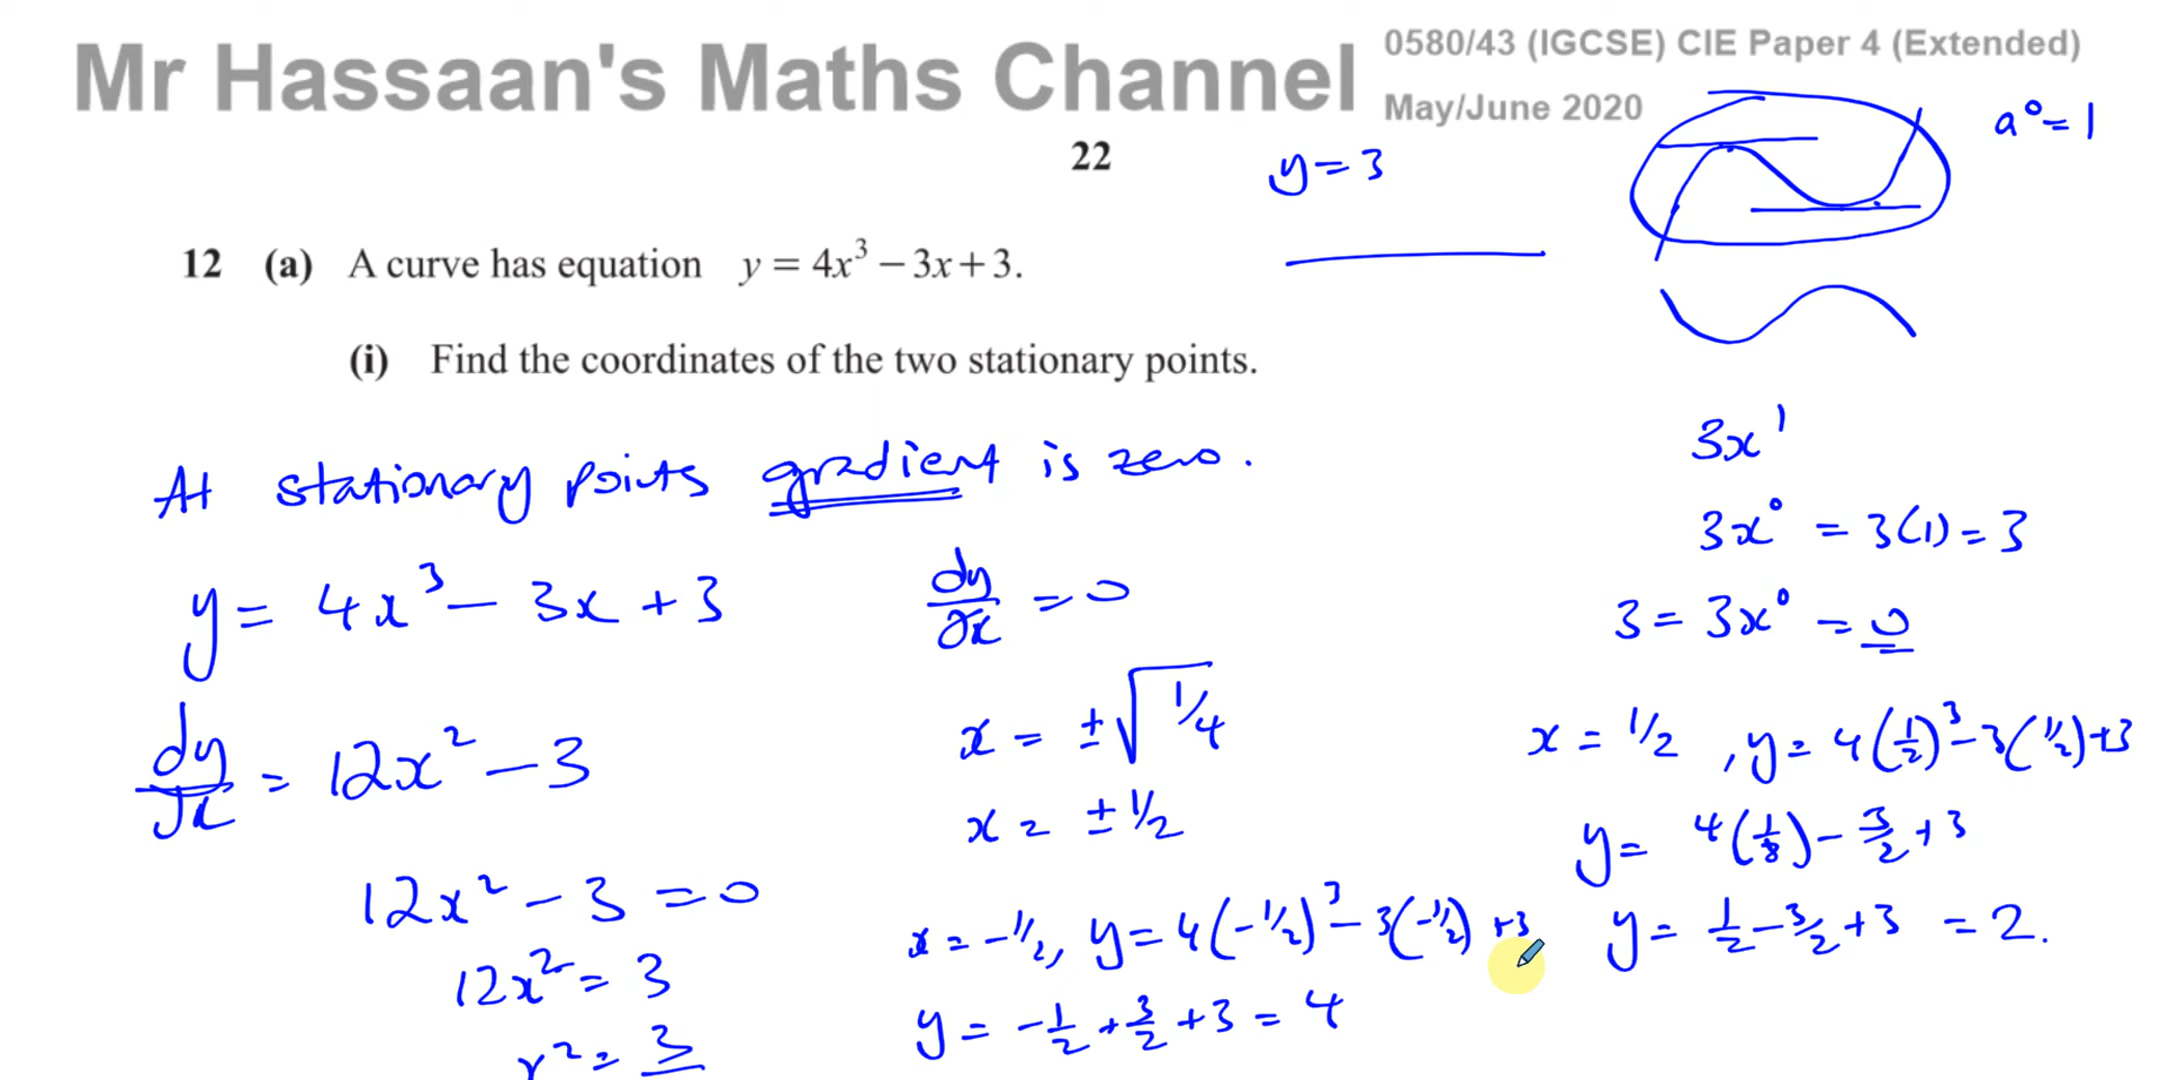 Mr Hassaan's Maths Channel
0580/43 (IGCSE) CIE Paper 4 (Extended)
May/June 2020
22
y = 3
a⁰ = 1
12 (a) A curve has equation y = 4x³ − 3x + 3.
(i) Find the coordinates of the two stationary points.
At stationary points gradient is zero.
y = 4x³ − 3x + 3
dy/dx = 12x² − 3
12x² − 3 = 0
12x² = 3
x² = 3
dy/dx = 0
x = ±√1/4
x = ± 1/2
x = −1/2, y = 4(−1/2)³ − 3(−1/2) + 3
y = −1/2 + 3/2 + 3 = 4
3x¹
3x⁰ = 3(1) = 3
3 = 3x⁰ = 0
x = 1/2, y = 4(1/2)³ − 3(1/2) + 3
y = 4(1/8) − 3/2 + 3
y = 1/2 − 3/2 + 3 = 2.